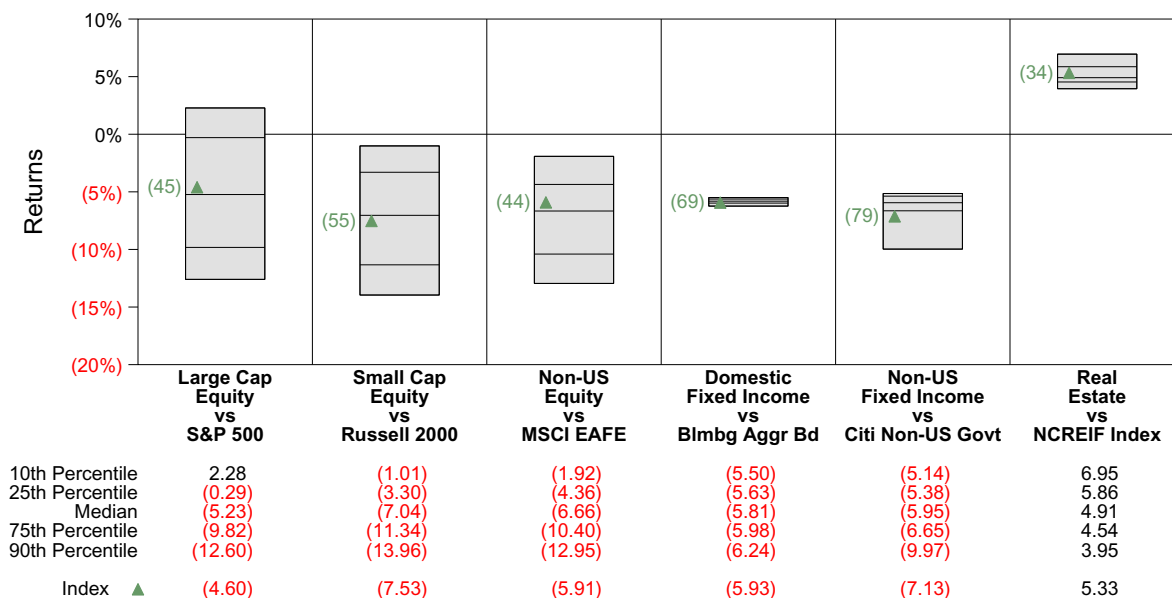 10%
5%
0%
(5%)
(10%)
(15%)
(20%)
Returns
(45)
(55)
(44)
(69)
(79)
(34)
Large Cap
Equity
vs
S&P 500
Small Cap
Equity
vs
Russell 2000
Non-US
Equity
vs
MSCI EAFE
Domestic
Fixed Income
vs
Blmbg Aggr Bd
Non-US
Fixed Income
vs
Citi Non-US Govt
Real
Estate
vs
NCREIF Index
10th Percentile 2.28 (1.01) (1.92) (5.50) (5.14) 6.95
25th Percentile (0.29) (3.30) (4.36) (5.63) (5.38) 5.86
Median (5.23) (7.04) (6.66) (5.81) (5.95) 4.91
75th Percentile (9.82) (11.34) (10.40) (5.98) (6.65) 4.54
90th Percentile (12.60) (13.96) (12.95) (6.24) (9.97) 3.95
Index ▲ (4.60) (7.53) (5.91) (5.93) (7.13) 5.33